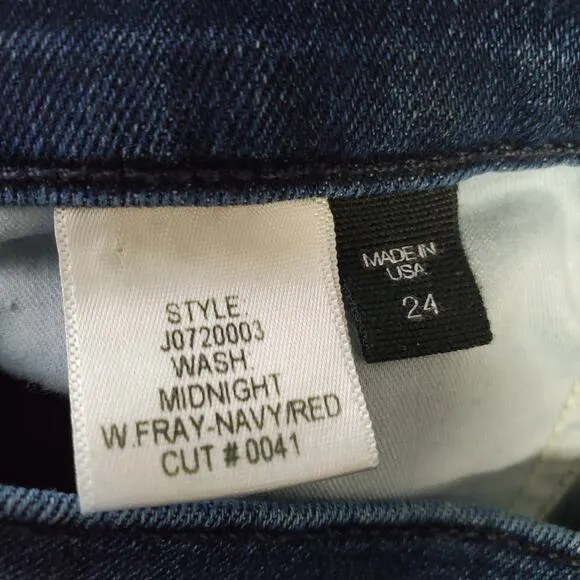 STYLE:
J0720003
WASH:
MIDNIGHT
W.FRAY-NAVY/RED
CUT # 0041
MADE IN
USA
24